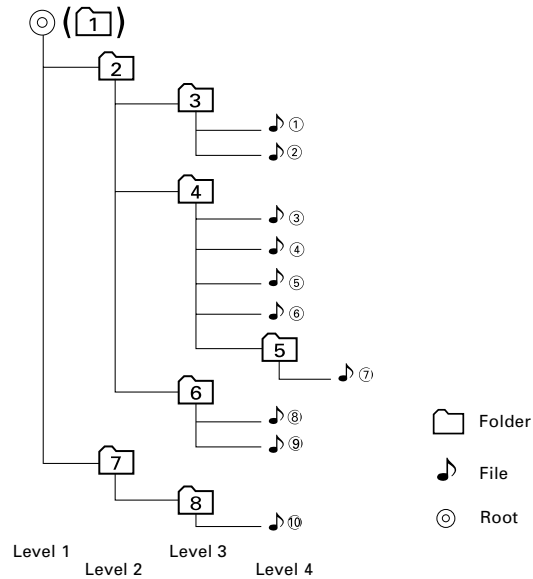 (1)
2
3
①
②
4
③
④
⑤
⑥
5
⑦
6
⑧
⑨
7
8
⑩
Folder
File
Root
Level 1
Level 2
Level 3
Level 4